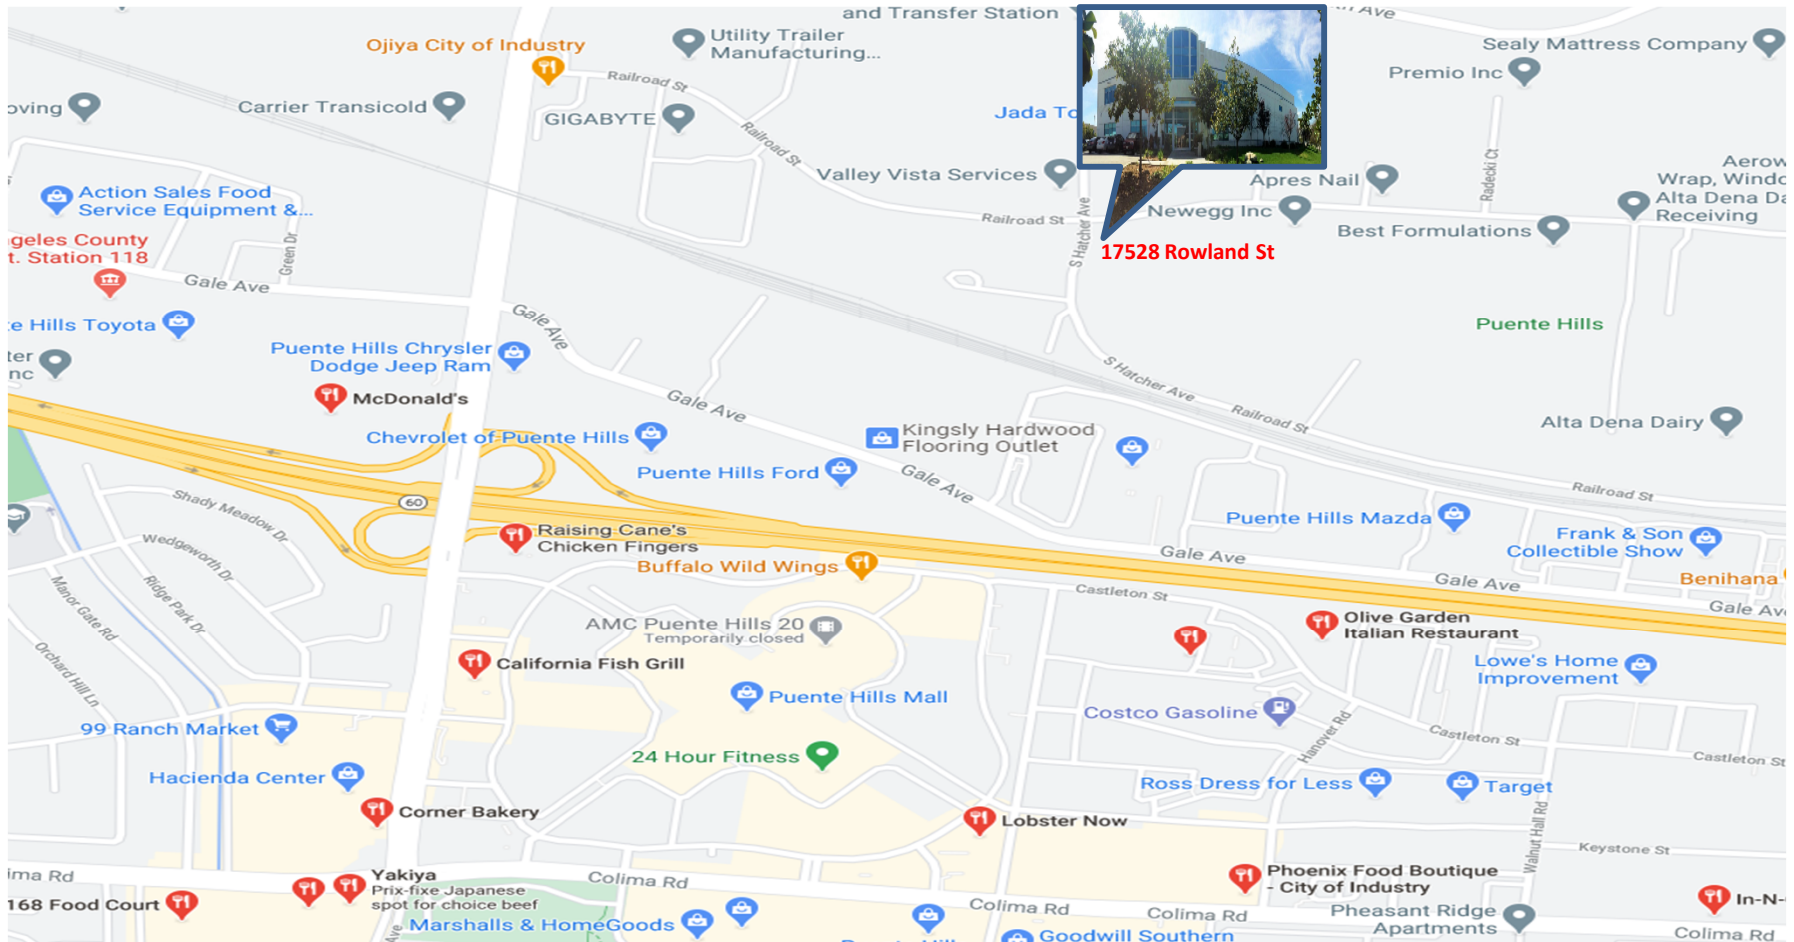 and Transfer Station
Ave
Ojiya City of Industry
Utility Trailer
Manufacturing...
Sealy Mattress Company
Premio Inc
Railroad St
oving
Carrier Transicold
GIGABYTE
Jada To
Railroad St
Valley Vista Services
Apres Nail
Radecki Ct
Aerow
Wrap, Windo
Alta Dena Da
Receiving
Action Sales Food
Service Equipment &...
Railroad St
S Hatcher Ave
Newegg Inc
Best Formulations
geles County
t. Station 118
Green Dr
17528 Rowland St
Gale Ave
Gale Ave
te Hills Toyota
Puente Hills
ter
nc
Puente Hills Chrysler
Dodge Jeep Ram
McDonald's
S Hatcher Ave
Gale Ave
Railroad St
Alta Dena Dairy
Chevrolet of Puente Hills
Kingsly Hardwood
Flooring Outlet
Puente Hills Ford
Gale Ave
Railroad St
60
Shady Meadow Dr
Puente Hills Mazda
Raising Cane's
Chicken Fingers
Frank & Son
Collectible Show
Wedgeworth Dr
Gale Ave
Buffalo Wild Wings
Gale Ave
Benihana
Manor Gate Rd
Ridge Park Dr
Castleton St
Gale Av
AMC Puente Hills 20
Temporarily closed
Olive Garden
Italian Restaurant
Orchard Hill Ln
California Fish Grill
Lowe's Home
Improvement
Puente Hills Mall
Costco Gasoline
99 Ranch Market
Hanover Rd
Castleton St
24 Hour Fitness
Castleton St
Hacienda Center
Ross Dress for Less
Target
Corner Bakery
Lobster Now
Walnut Hall Rd
Keystone St
ima Rd
Yakiya
Prix-fixe Japanese
spot for choice beef
Colima Rd
Phoenix Food Boutique
- City of Industry
168 Food Court
In-N-
Colima Rd
Colima Rd
Pheasant Ridge
Apartments
Marshalls & HomeGoods
Ave
Goodwill Southern
Colima Rd